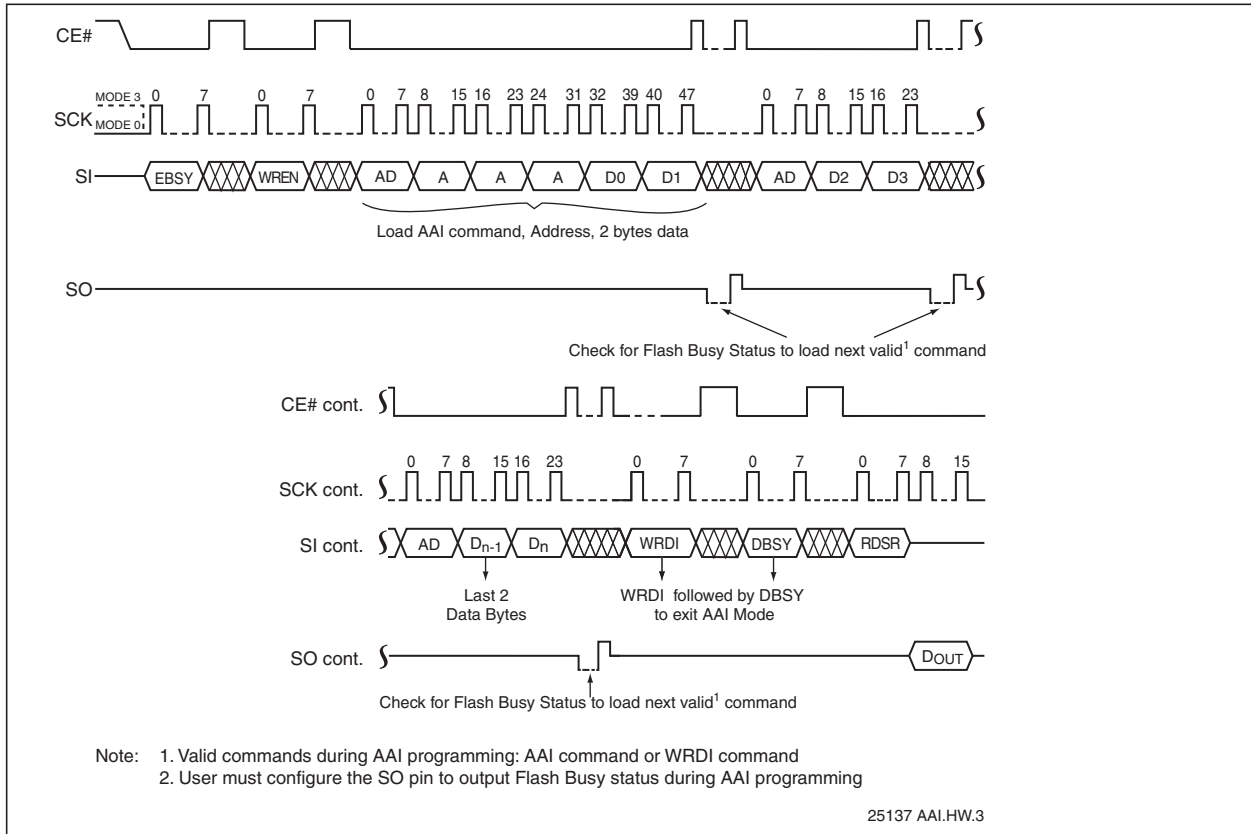 CE#
MODE 3
0 7 0 7 0 7 8 15 16 23 24 31 32 39 40 47 0 7 8 15 16 23
SCK
MODE 0
SI EBSY WREN AD A A A D0 D1 AD D2 D3
Load AAI command, Address, 2 bytes data
SO
Check for Flash Busy Status to load next valid¹ command
CE# cont.
0 7 8 15 16 23 0 7 0 7 0 7 8 15
SCK cont.
SI cont. AD Dn-1 Dn WRDI DBSY RDSR
Last 2 WRDI followed by DBSY
Data Bytes to exit AAI Mode
SO cont. DOUT
Check for Flash Busy Status to load next valid¹ command
Note: 1. Valid commands during AAI programming: AAI command or WRDI command
2. User must configure the SO pin to output Flash Busy status during AAI programming
25137 AAI.HW.3